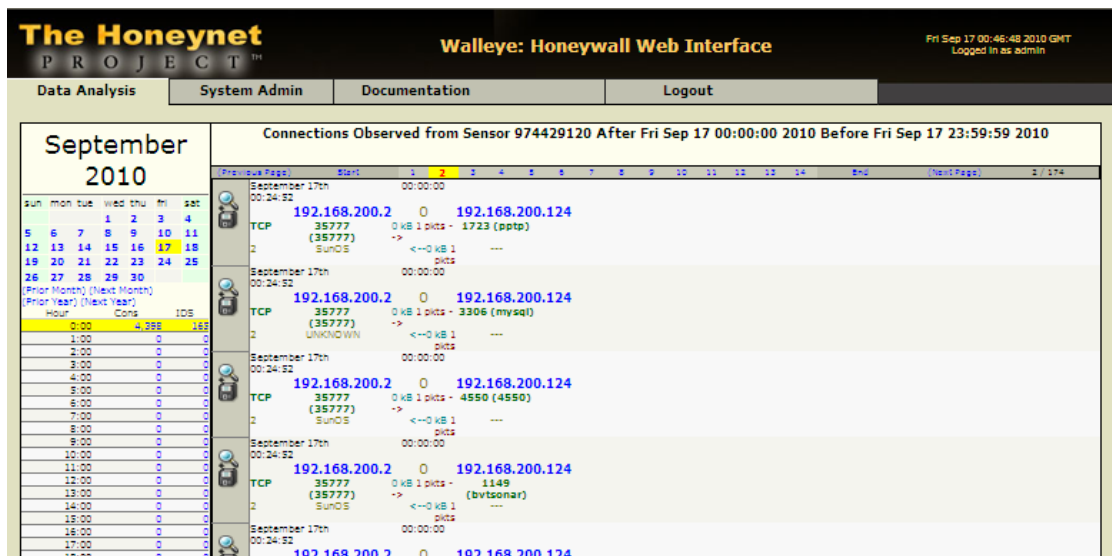 The Honeynet
PROJECT™
Walleye: Honeywall Web Interface
Fri Sep 17 00:46:48 2010 GMT
Logged in as admin
Data Analysis System Admin Documentation Logout
September
2010
sun mon tue wed thu fri sat
1 2 3 4
5 6 7 8 9 10 11
12 13 14 15 16 17 18
19 20 21 22 23 24 25
26 27 28 29 30
(Prior Month) (Next Month)
(Prior Year) (Next Year)
Hour Cons IDS
0:00 4,398 165
1:00 0 0
2:00 0 0
3:00 0 0
4:00 0 0
5:00 0 0
6:00 0 0
7:00 0 0
8:00 0 0
9:00 0 0
10:00 0 0
11:00 0 0
12:00 0 0
13:00 0 0
14:00 0 0
15:00 0 0
16:00 0 0
17:00 0 0
Connections Observed from Sensor 974429120 After Fri Sep 17 00:00:00 2010 Before Fri Sep 17 23:59:59 2010
(Previous Page) Start 1 2 3 4 5 6 7 8 9 10 11 12 13 14 End (Next Page) 2 / 174
September 17th 00:00:00
00:24:52
192.168.200.2 0 192.168.200.124
TCP 35777 0 kB 1 pkts - 1723 (pptp)
(35777) ->
2 SunOS <--0 kB 1 ---
pkts
September 17th 00:00:00
00:24:52
192.168.200.2 0 192.168.200.124
TCP 35777 0 kB 1 pkts - 3306 (mysql)
(35777) ->
2 UNKNOWN <--0 kB 1 ---
pkts
September 17th 00:00:00
00:24:52
192.168.200.2 0 192.168.200.124
TCP 35777 0 kB 1 pkts - 4550 (4550)
(35777) ->
2 SunOS <--0 kB 1 ---
pkts
September 17th 00:00:00
00:24:52
192.168.200.2 0 192.168.200.124
TCP 35777 0 kB 1 pkts - 1149
(35777) -> (bvtsonar)
2 SunOS <--0 kB 1 ---
pkts
September 17th 00:00:00
00:24:52
192.168.200.2 0 192.168.200.124